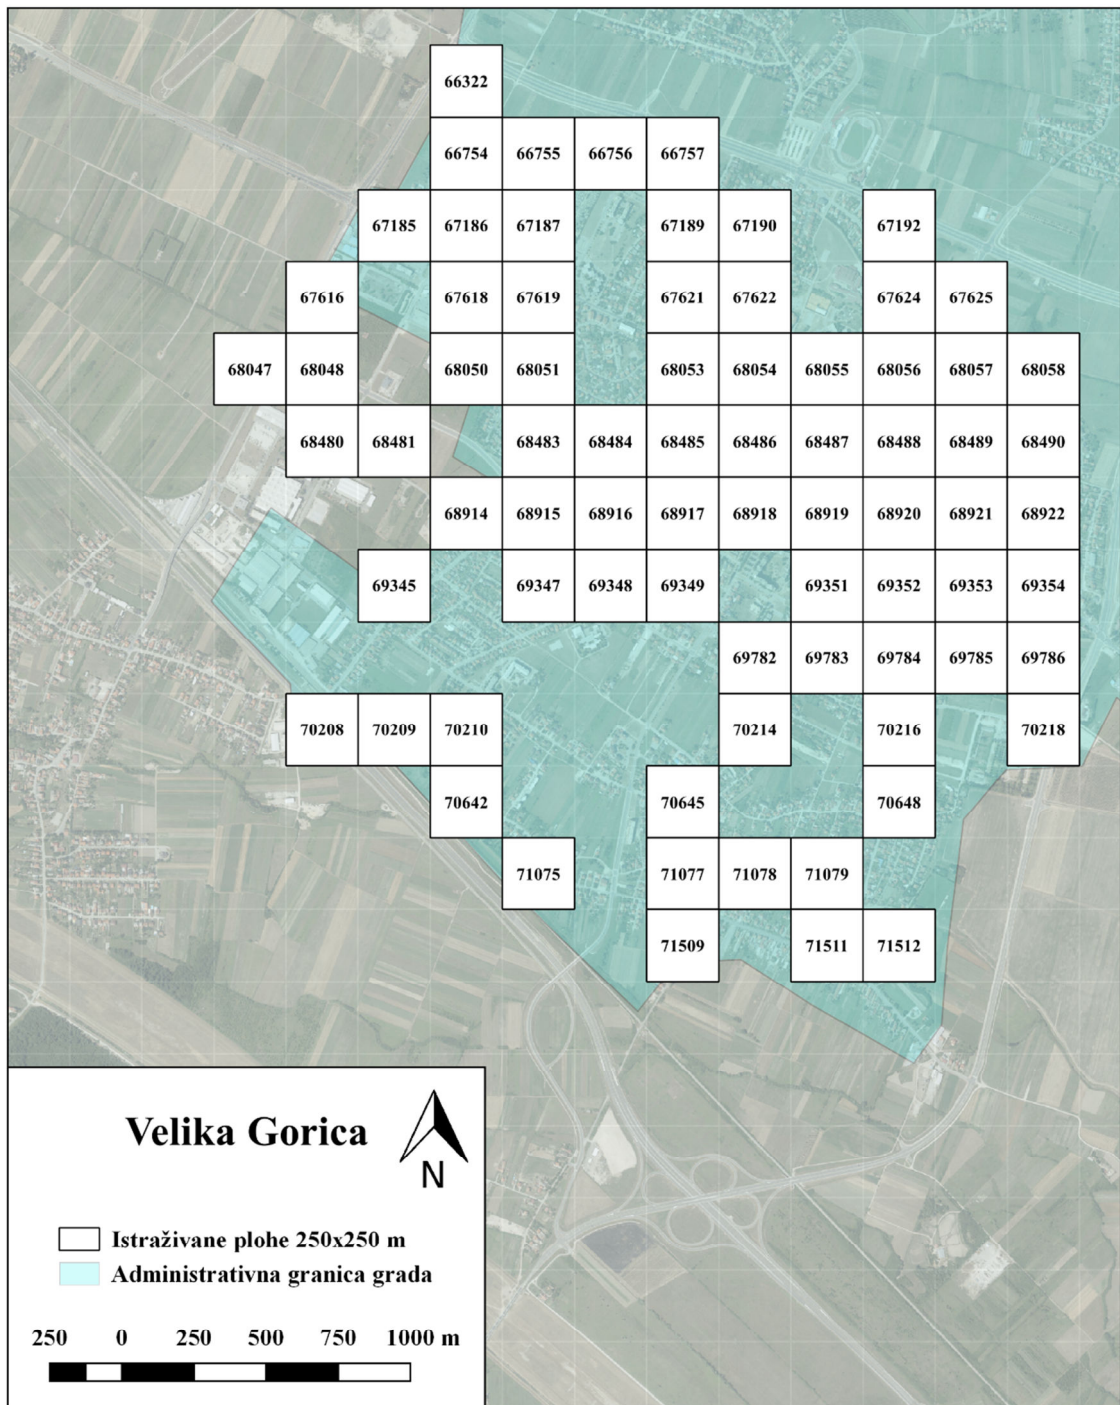 66322
66754 66755 66756 66757
67185 67186 67187 67189 67190 67192
67616 67618 67619 67621 67622 67624 67625
68047 68048 68050 68051 68053 68054 68055 68056 68057 68058
68480 68481 68483 68484 68485 68486 68487 68488 68489 68490
68914 68915 68916 68917 68918 68919 68920 68921 68922
69345 69347 69348 69349 69351 69352 69353 69354
69782 69783 69784 69785 69786
70208 70209 70210 70214 70216 70218
70642 70645 70648
71075 71077 71078 71079
71509 71511 71512
Velika Gorica
N
Istraživane plohe 250x250 m
Administrativna granica grada
250 0 250 500 750 1000 m